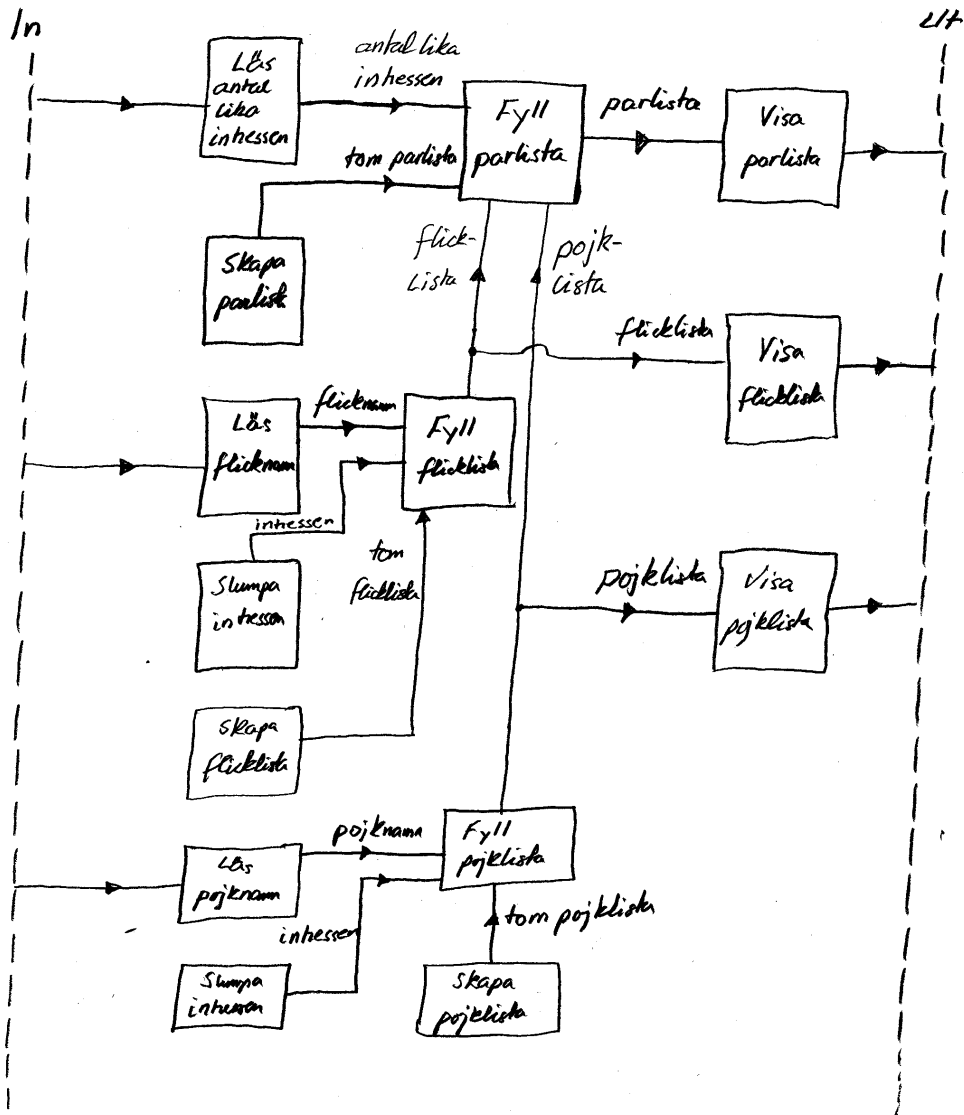 In
Ut
Läs
antal
lika
intressen
antal lika
intressen
Fyll
parlista
parlista
Visa
parlista
tom parlista
Skapa
parlista
flick-
lista
pojk-
lista
flicklista
Visa
flicklista
Läs
flicknamn
flicknamn
Fyll
flicklista
intressen
tom
flicklista
Slumpa
intressen
pojklista
Visa
pojklista
Skapa
flicklista
pojknamn
Fyll
pojklista
Läs
pojknamn
intressen
tom pojklista
Slumpa
intressen
Skapa
pojklista